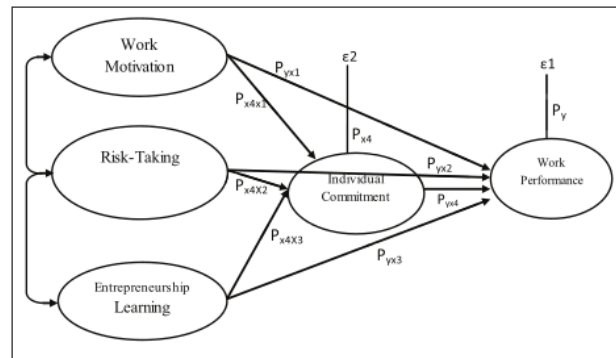 Work
Motivation
Risk-Taking
Entrepreneurship
Learning
ε2
ε1
Pyx1
Px4x1
Px4
Py
Px4X2
Pyx2
Individual
Commitment
Work
Performance
Pyx4
Px4X3
Pyx3